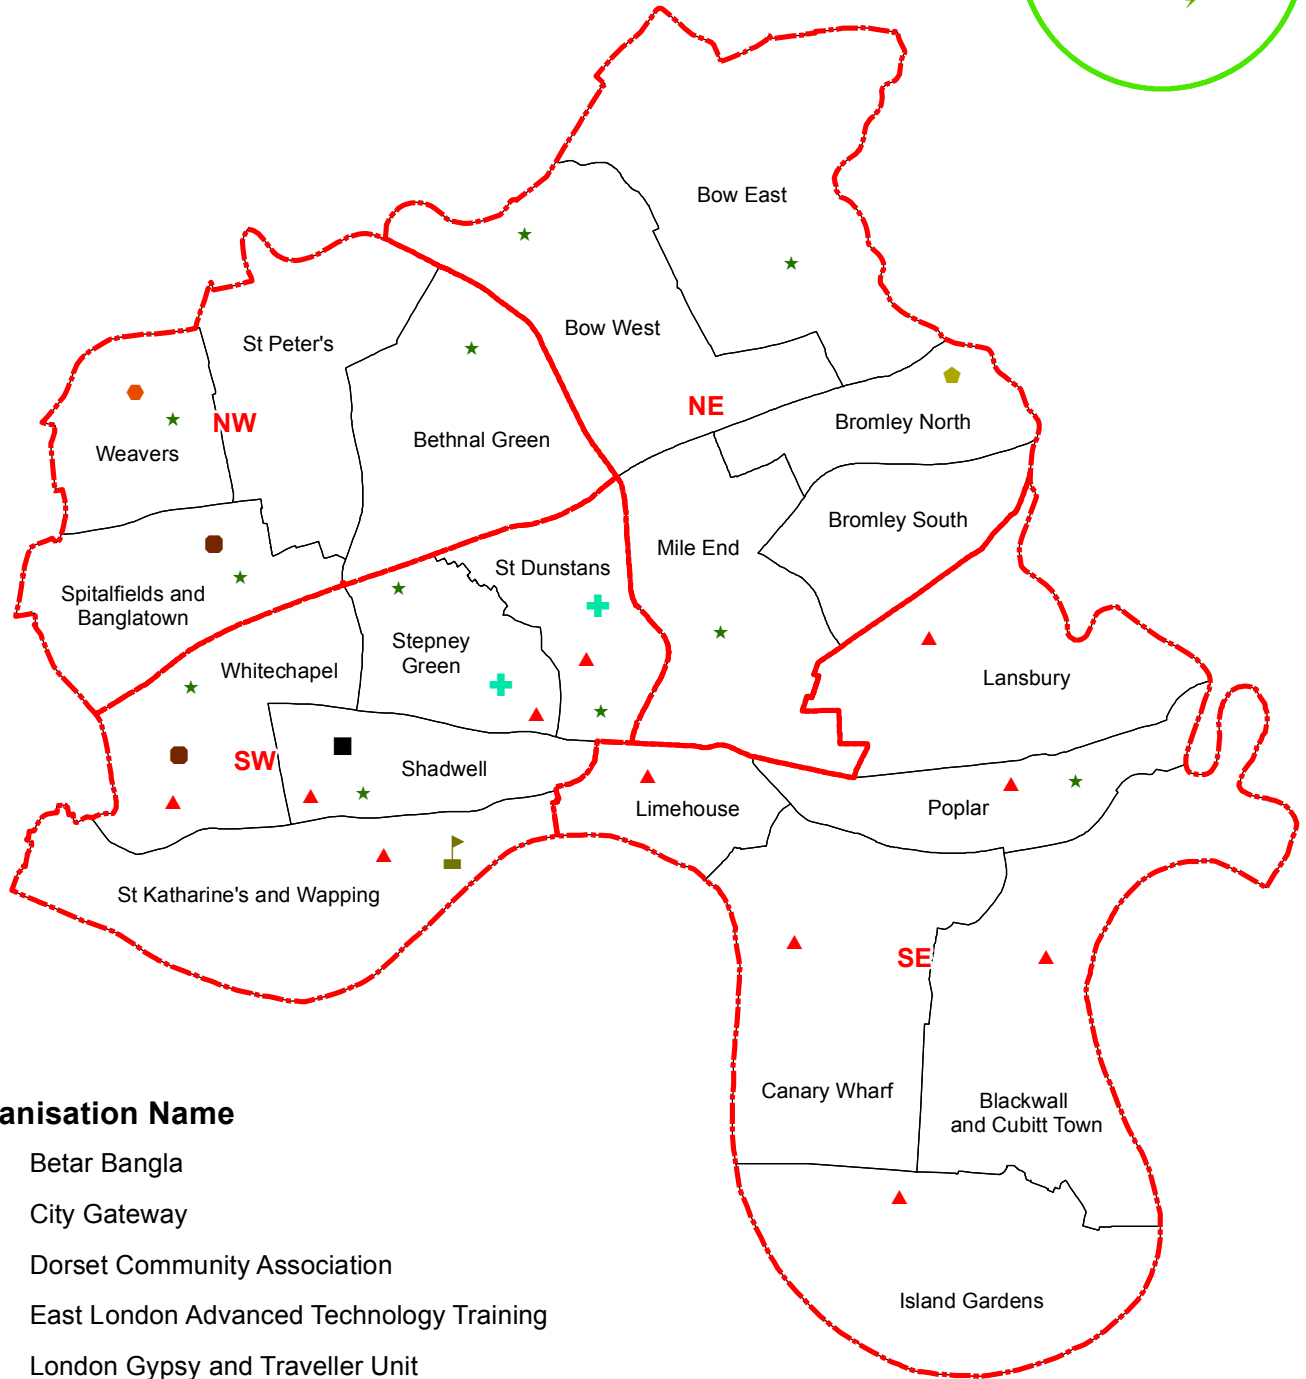 Bow East
Bow West
St Peter's
NE
NW
Bromley North
Bethnal Green
Weavers
Bromley South
Mile End
St Dunstans
Spitalfields and
Banglatown
Stepney
Green
Whitechapel
Lansbury
SW
Shadwell
Limehouse
Poplar
St Katharine's and Wapping
SE
Canary Wharf
Blackwall
and Cubitt Town
anisation Name
Betar Bangla
City Gateway
Dorset Community Association
Island Gardens
East London Advanced Technology Training
London Gypsy and Traveller Unit